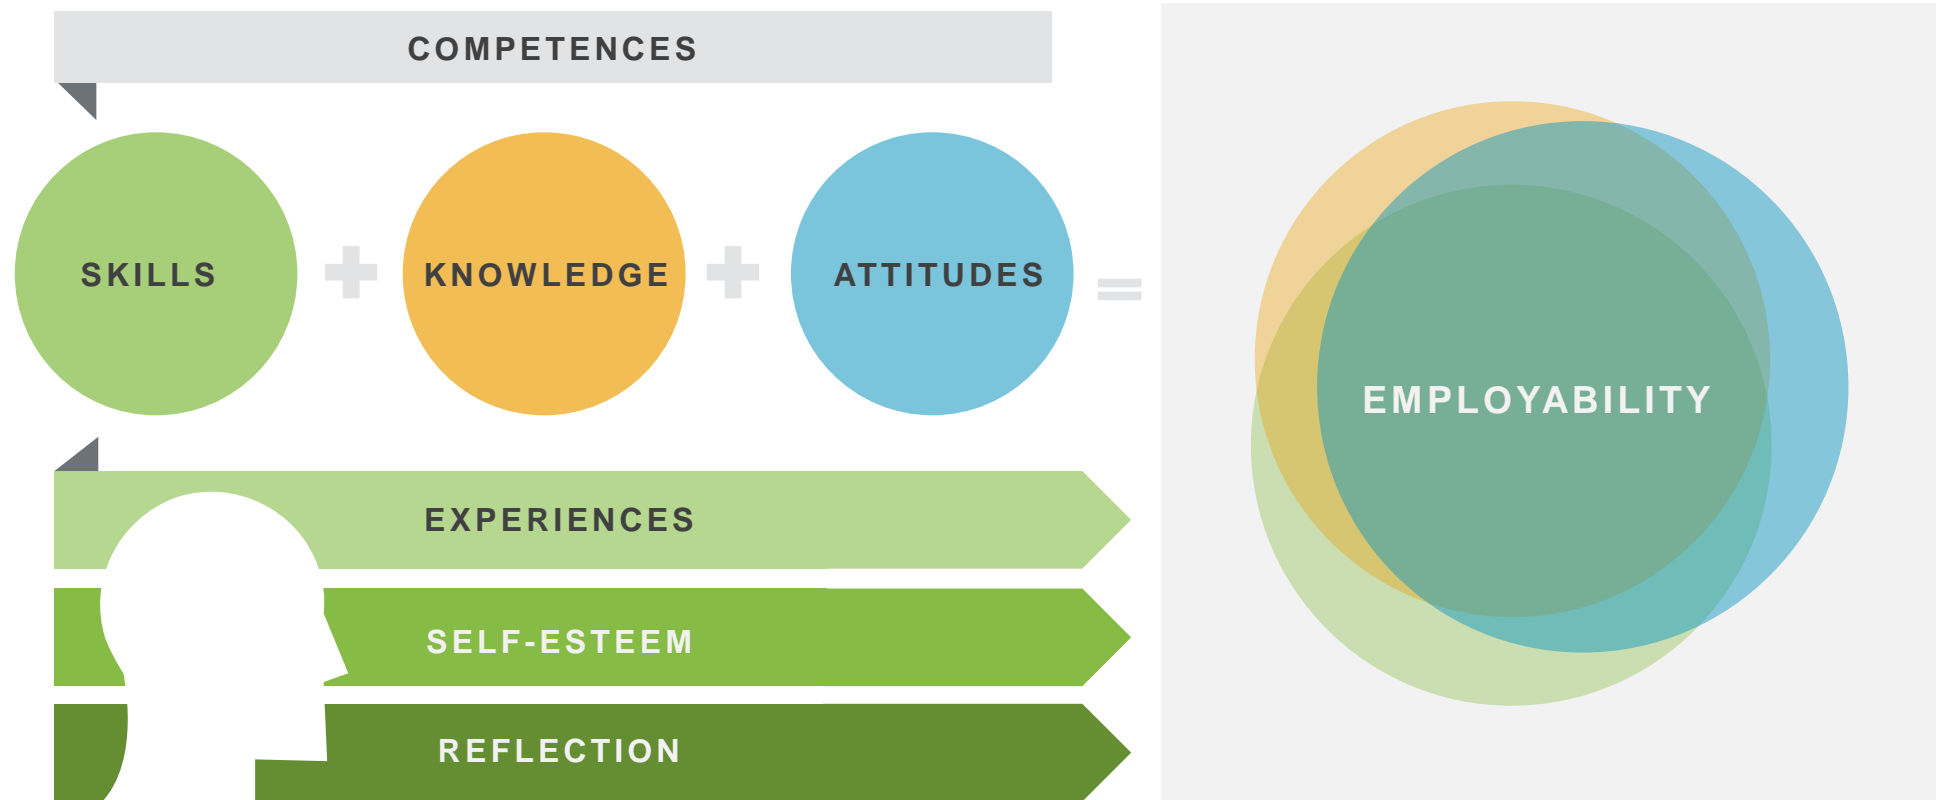 COMPETENCES
SKILLS + KNOWLEDGE + ATTITUDES =
EMPLOYABILITY
EXPERIENCES
SELF-ESTEEM
REFLECTION